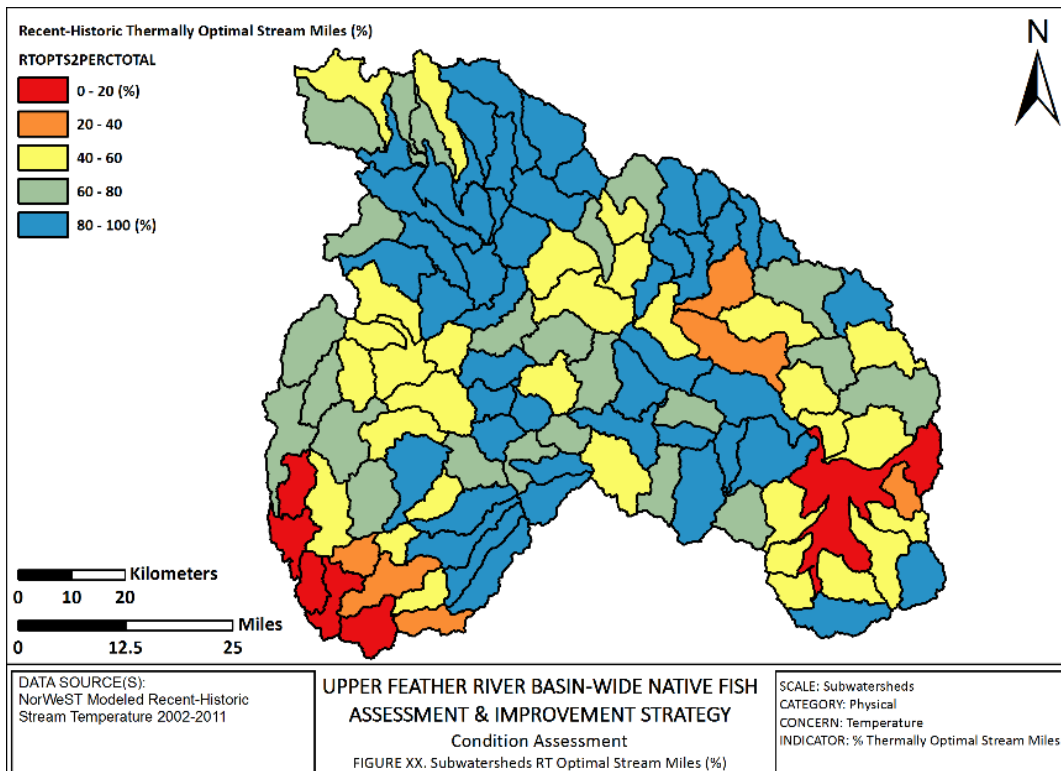 Recent-Historic Thermally Optimal Stream Miles (%)
RTOPTS2PERCTOTAL
0 - 20 (%)
20 - 40
40 - 60
60 - 80
80 - 100 (%)
N
Kilometers
0 10 20
Miles
0 12.5 25
DATA SOURCE(S):
NorWeST Modeled Recent-Historic
Stream Temperature 2002-2011
UPPER FEATHER RIVER BASIN-WIDE NATIVE FISH
ASSESSMENT & IMPROVEMENT STRATEGY
Condition Assessment
FIGURE XX. Subwatersheds RT Optimal Stream Miles (%)
SCALE: Subwatersheds
CATEGORY: Physical
CONCERN: Temperature
INDICATOR: % Thermally Optimal Stream Miles